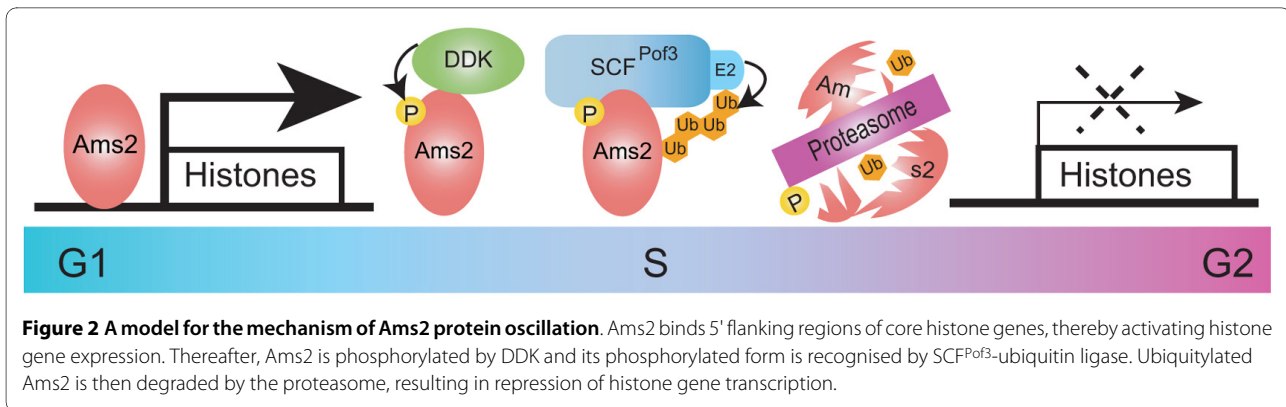 DDK
P
Ams2
Histones
Ams2
SCF^Pof3
E2
P
Ams2
Ub
Ub
Ub
Ub
Am
Ub
Proteasome
Ub
s2
P
Histones
G1
S
G2
Figure 2 A model for the mechanism of Ams2 protein oscillation. Ams2 binds 5' flanking regions of core histone genes, thereby activating histone
gene expression. Thereafter, Ams2 is phosphorylated by DDK and its phosphorylated form is recognised by SCF^Pof3-ubiquitin ligase. Ubiquitylated
Ams2 is then degraded by the proteasome, resulting in repression of histone gene transcription.